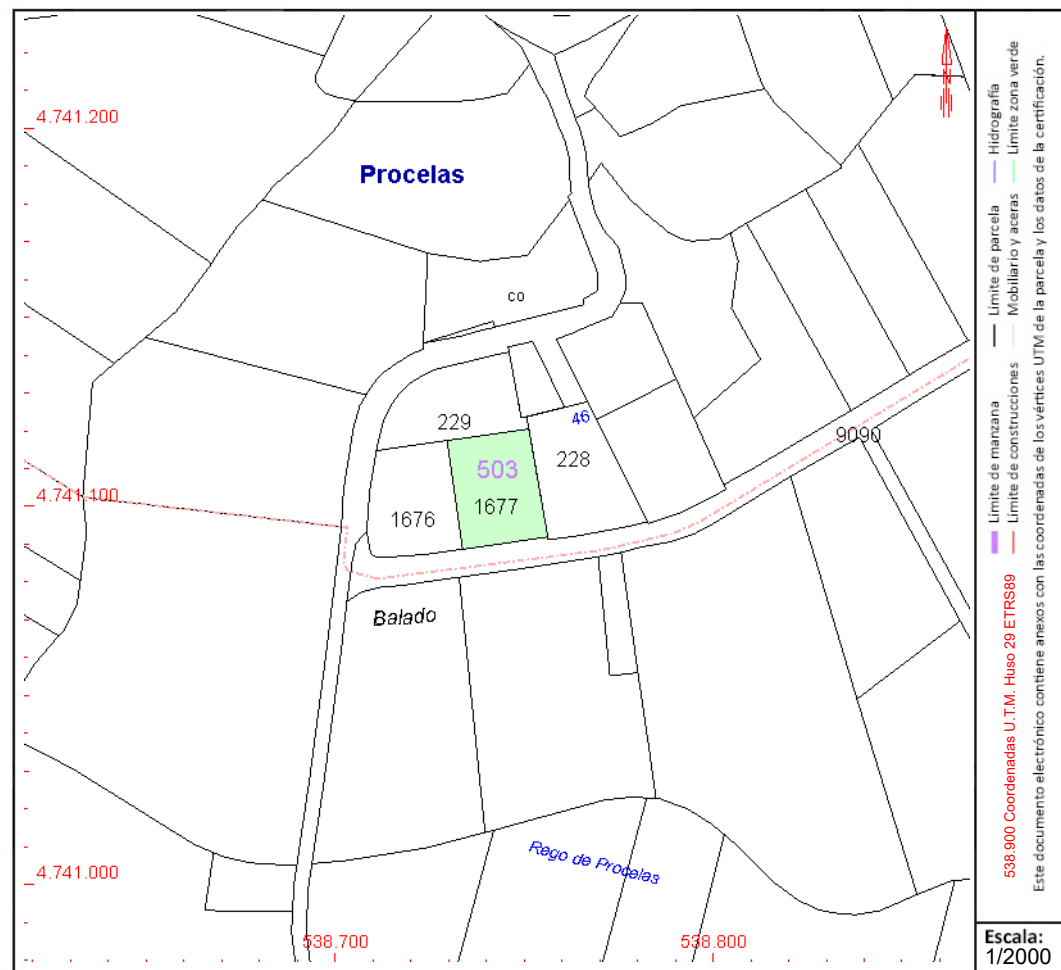 4.741.200
Procelas
co
229
46
228
9090
503
4.741.100
1676
1677
Balado
Rego de Procelas
4.741.000
538.700
538.800
Hidrografía
Límite zona verde
Límite de parcela
Mobiliario y aceras
Límite de manzana
Límite de construcciones
538.900 Coordenadas U.T.M. Huso 29 ETRS89
Este documento electrónico contiene anexos con las coordenadas de los vértices UTM de la parcela y los datos de la certificación.
Escala:
1/2000